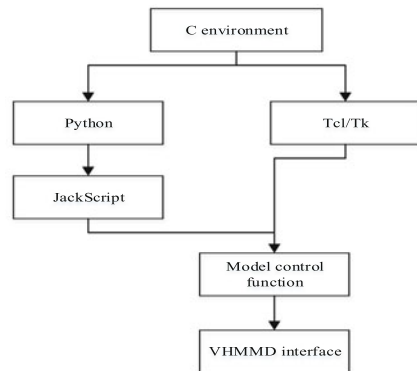 C environment
Python
Tcl/Tk
JackScript
Model control
function
VHMMD interface